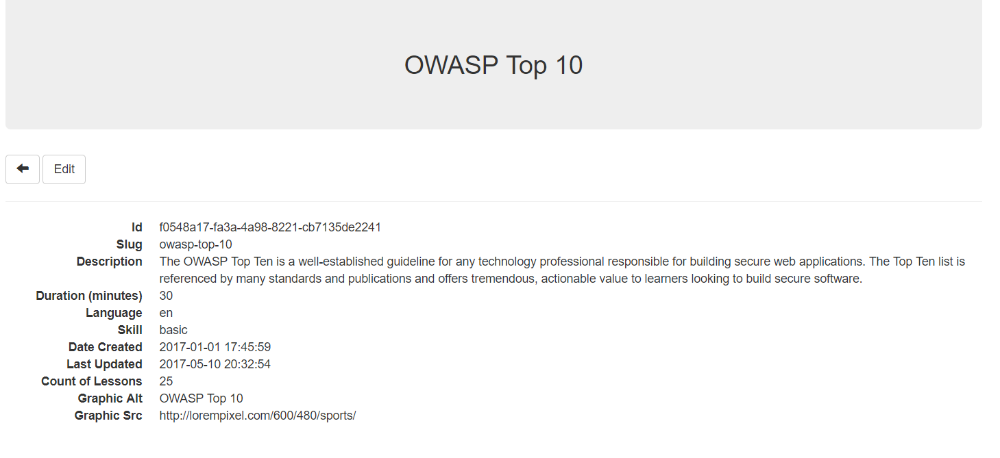 OWASP Top 10
Edit
Id f0548a17-fa3a-4a98-8221-cb7135de2241
Slug owasp-top-10
Description The OWASP Top Ten is a well-established guideline for any technology professional responsible for building secure web applications. The Top Ten list is
referenced by many standards and publications and offers tremendous, actionable value to learners looking to build secure software.
Duration (minutes) 30
Language en
Skill basic
Date Created 2017-01-01 17:45:59
Last Updated 2017-05-10 20:32:54
Count of Lessons 25
Graphic Alt OWASP Top 10
Graphic Src http://lorempixel.com/600/480/sports/